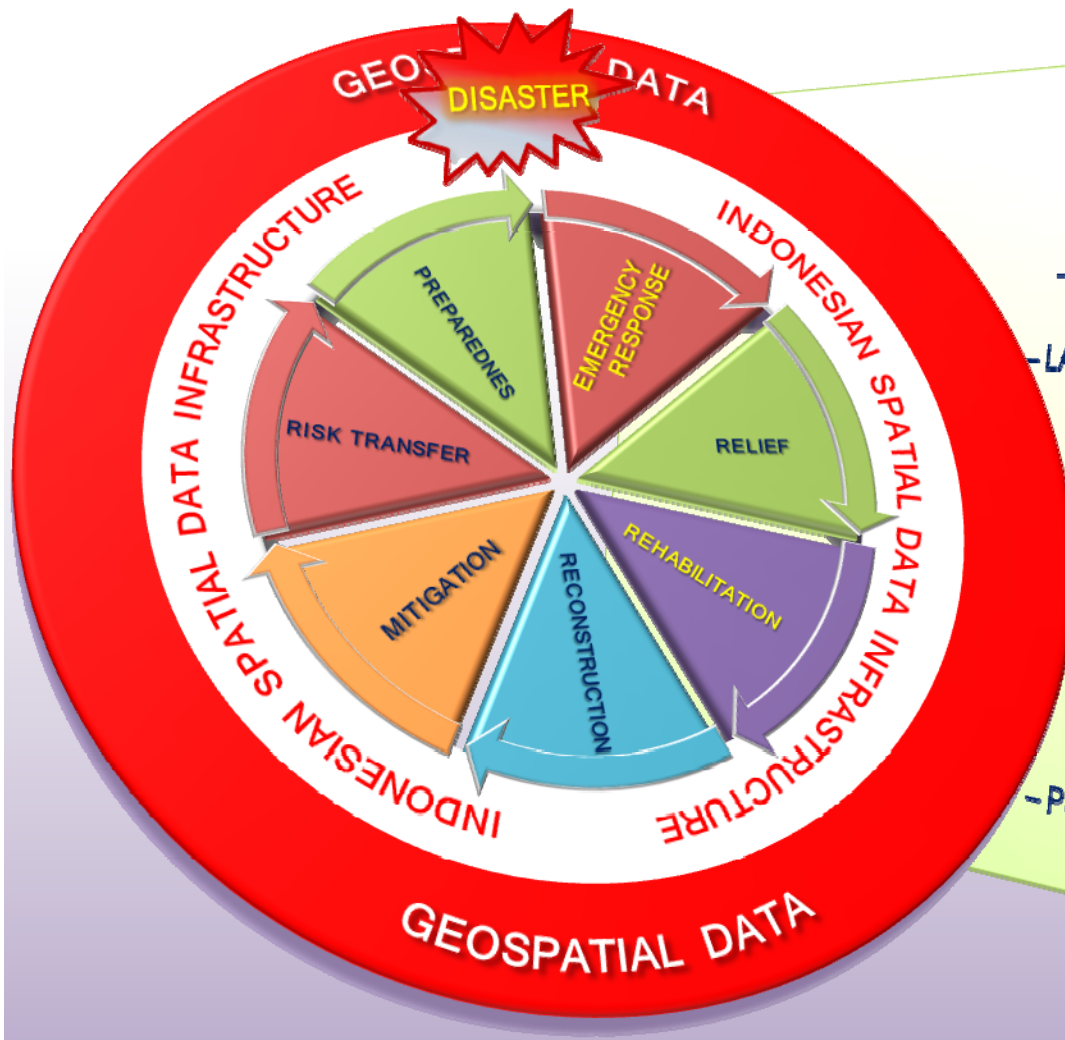 DATA
DISASTER
INDONESIAN SPATIAL DATA INFRASTRUCTURE
INDONESIAN SPATIAL DATA INFRASTRUCTURE
PREPAREDNES
EMERGENCY
RESPONSE
RISK TRANSFER
RELIEF
MITIGATION
REHABILITATION
RECONSTRUCTION
GEOSPATIAL DATA